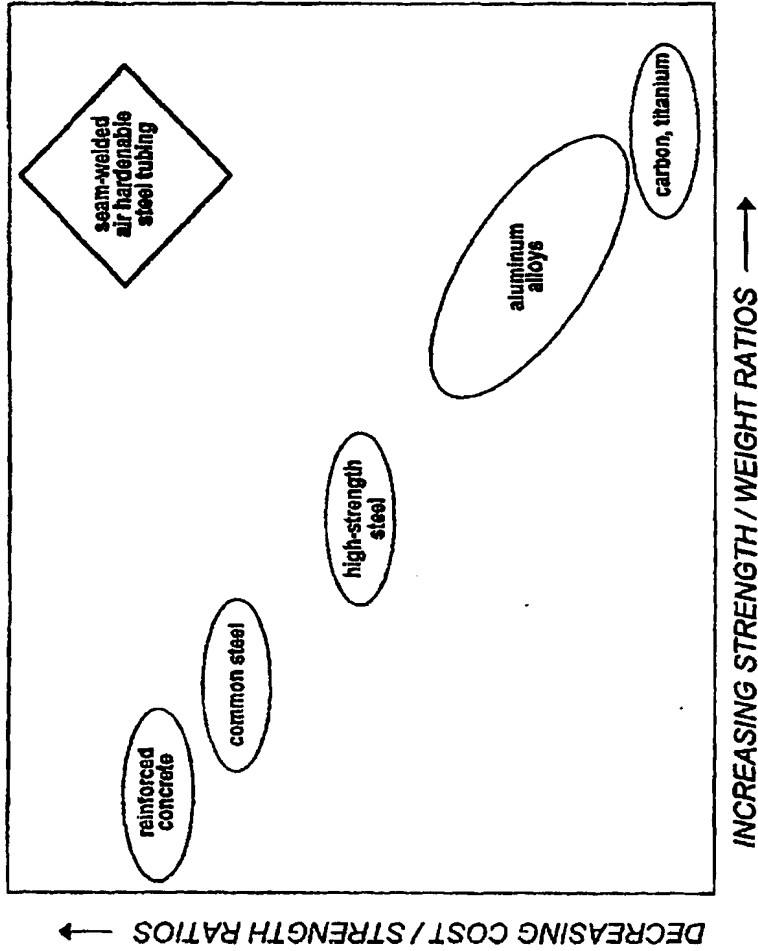 DECREASING COST / STRENGTH RATIOS
seam-welded
air hardenable
steel tubing
reinforced
concrete
common steel
high-strength
steel
aluminum
alloys
carbon, titanium
INCREASING STRENGTH / WEIGHT RATIOS